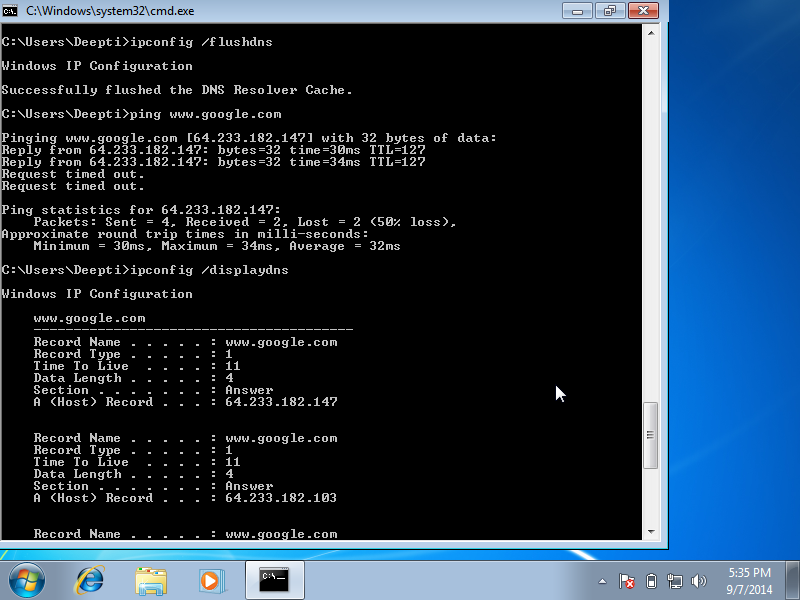 C:\Windows\system32\cmd.exe
C:\Users\Deepti>ipconfig /flushdns
Windows IP Configuration
Successfully flushed the DNS Resolver Cache.
C:\Users\Deepti>ping www.google.com
Pinging www.google.com [64.233.182.147] with 32 bytes of data:
Reply from 64.233.182.147: bytes=32 time=30ms TTL=127
Reply from 64.233.182.147: bytes=32 time=34ms TTL=127
Request timed out.
Request timed out.
Ping statistics for 64.233.182.147:
    Packets: Sent = 4, Received = 2, Lost = 2 (50% loss),
Approximate round trip times in milli-seconds:
    Minimum = 30ms, Maximum = 34ms, Average = 32ms
C:\Users\Deepti>ipconfig /displaydns
Windows IP Configuration
    www.google.com
    ----------------------------------------
    Record Name . . . . . : www.google.com
    Record Type . . . . . : 1
    Time To Live  . . . . : 11
    Data Length . . . . . : 4
    Section . . . . . . . : Answer
    A (Host) Record . . . : 64.233.182.147
    Record Name . . . . . : www.google.com
    Record Type . . . . . : 1
    Time To Live  . . . . : 11
    Data Length . . . . . : 4
    Section . . . . . . . : Answer
    A (Host) Record . . . : 64.233.182.103
    Record Name . . . . . : www.google.com
C:\_
5:35 PM
9/7/2014